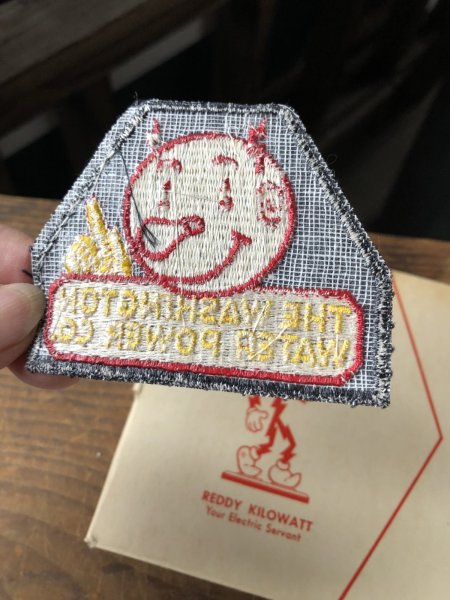 THE WASHINGTON
WATER POWER CO.
REDDY KILOWATT
Your Electric Servant